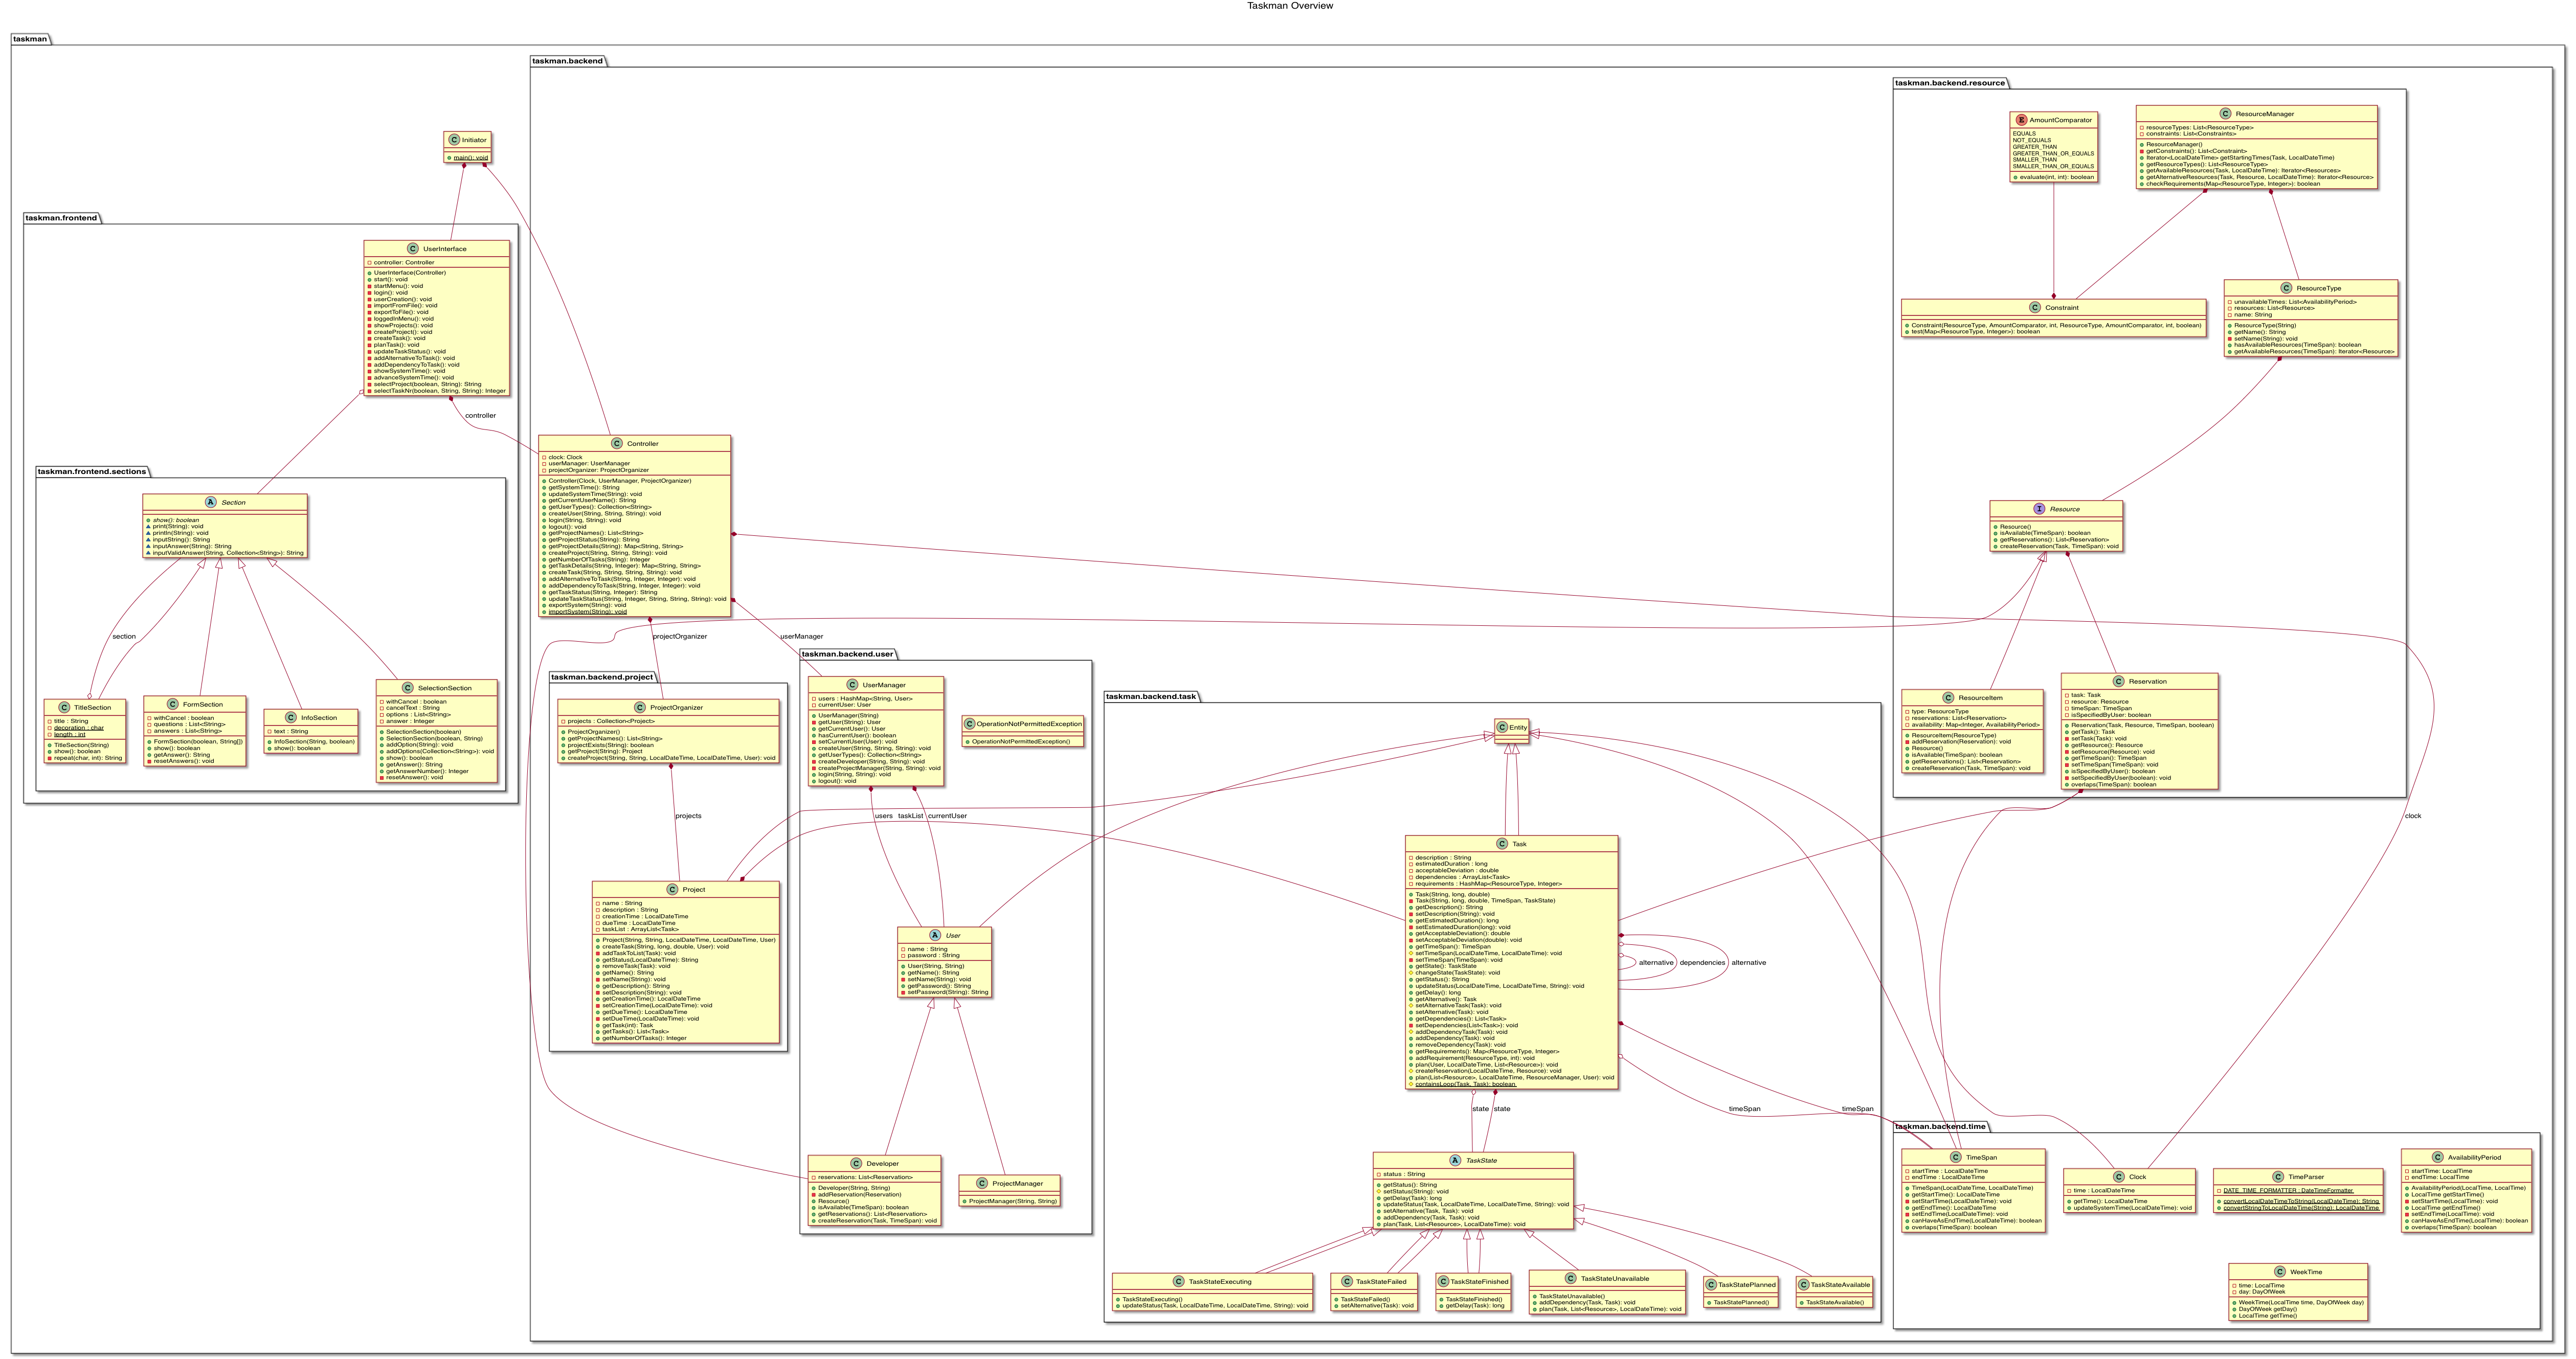 Taskman Overview
taskman
taskman.backend
taskman.backend.resource
Initiator
main(): void
taskman.frontend
UserInterface
controller: Controller
UserInterface(Controller)
start(): void
startMenu(): void
login(): void
userCreation(): void
importFromFile(): void
exportToFile(): void
loggedInMenu(): void
showProjects(): void
createProject(): void
createTask(): void
planTask(): void
updateTaskStatus(): void
addAlternativeToTask(): void
addDependencyToTask(): void
showSystemTime(): void
advanceSystemTime(): void
selectProject(boolean, String): String
selectTaskNr(boolean, String, String): Integer
controller
taskman.frontend.sections
Section
show(): boolean
print(String): void
println(String): void
inputString(): String
inputAnswer(String): String
inputValidAnswer(String, Collection<String>): String
section
TitleSection
title : String
decoration : char
length : int
TitleSection(String)
show(): boolean
repeat(char, int): String
FormSection
withCancel : boolean
questions : List<String>
answers : List<String>
FormSection(boolean, String[])
show(): boolean
getAnswer(): String
resetAnswers(): void
InfoSection
text : String
InfoSection(String, boolean)
show(): boolean
SelectionSection
withCancel : boolean
cancelText : String
options : List<String>
answer : Integer
SelectionSection(boolean)
SelectionSection(boolean, String)
addOption(String): void
addOptions(Collection<String>): void
show(): boolean
getAnswer(): String
getAnswerNumber(): Integer
resetAnswer(): void
Controller
clock: Clock
userManager: UserManager
projectOrganizer: ProjectOrganizer
Controller(Clock, UserManager, ProjectOrganizer)
getSystemTime(): String
updateSystemTime(String): void
getCurrentUserName(): String
getUserTypes(): Collection<String>
createUser(String, String, String): void
login(String, String): void
logout(): void
getProjectNames(): List<String>
getProjectStatus(String): String
getProjectDetails(String): Map<String, String>
createProject(String, String, String): void
getNumberOfTasks(String): Integer
getTaskDetails(String, Integer): Map<String, String>
createTask(String, String, String, String): void
addAlternativeToTask(String, Integer, Integer): void
addDependencyToTask(String, Integer, Integer): void
getTaskStatus(String, Integer): String
updateTaskStatus(String, Integer, String, String, String): void
exportSystem(String): void
importSystem(String): void
projectOrganizer
userManager
taskman.backend.project
ProjectOrganizer
projects : Collection<Project>
ProjectOrganizer()
getProjectNames(): List<String>
projectExists(String): boolean
getProject(String): Project
createProject(String, String, LocalDateTime, LocalDateTime, User): void
projects
Project
name : String
description : String
creationTime : LocalDateTime
dueTime : LocalDateTime
taskList : ArrayList<Task>
Project(String, String, LocalDateTime, LocalDateTime, User)
createTask(String, long, double, User): void
addTaskToList(Task): void
getStatus(LocalDateTime): String
removeTask(Task): void
getName(): String
setName(String): void
getDescription(): String
setDescription(String): void
getCreationTime(): LocalDateTime
setCreationTime(LocalDateTime): void
getDueTime(): LocalDateTime
setDueTime(LocalDateTime): void
getTask(int): Task
getTasks(): List<Task>
getNumberOfTasks(): Integer
taskman.backend.user
UserManager
users : HashMap<String, User>
currentUser: User
UserManager(String)
getUser(String): User
getCurrentUser(): User
hasCurrentUser(): boolean
setCurrentUser(User): void
createUser(String, String, String): void
getUserTypes(): Collection<String>
createDeveloper(String, String): void
createProjectManager(String, String): void
login(String, String): void
logout(): void
OperationNotPermittedException
OperationNotPermittedException()
users
taskList
currentUser
User
name : String
password : String
User(String, String)
getName(): String
setName(String): void
getPassword(): String
setPassword(String): String
Developer
reservations: List<Reservation>
Developer(String, String)
addReservation(Reservation)
Resource()
isAvailable(TimeSpan): boolean
getReservations(): List<Reservation>
createReservation(Task, TimeSpan): void
ProjectManager
ProjectManager(String, String)
taskman.backend.task
Entity
Task
description : String
estimatedDuration : long
acceptableDeviation : double
dependencies : ArrayList<Task>
requirements : HashMap<ResourceType, Integer>
Task(String, long, double)
Task(String, long, double, TimeSpan, TaskState)
getDescription(): String
setDescription(String): void
getEstimatedDuration(): long
setEstimatedDuration(long): void
getAcceptableDeviation(): double
setAcceptableDeviation(double): void
getTimeSpan(): TimeSpan
setTimeSpan(LocalDateTime, LocalDateTime): void
setTimeSpan(TimeSpan): void
getState(): TaskState
changeState(TaskState): void
getStatus(): String
updateStatus(LocalDateTime, LocalDateTime, String): void
getDelay(): long
getAlternative(): Task
setAlternativeTask(Task): void
setAlternative(Task): void
getDependencies(): List<Task>
setDependencies(List<Task>): void
addDependencyTask(Task): void
addDependency(Task): void
removeDependency(Task): void
getRequirements(): Map<ResourceType, Integer>
addRequirement(ResourceType, int): void
plan(User, LocalDateTime, List<Resource>): void
createReservation(LocalDateTime, Resource): void
plan(List<Resource>, LocalDateTime, ResourceManager, User): void
containsLoop(Task, Task): boolean
alternative
dependencies
alternative
state
state
timeSpan
timeSpan
TaskState
status : String
getStatus(): String
setStatus(String): void
getDelay(Task): long
updateStatus(Task, LocalDateTime, LocalDateTime, String): void
setAlternative(Task, Task): void
addDependency(Task, Task): void
plan(Task, List<Resource>, LocalDateTime): void
TaskStateExecuting
TaskStateExecuting()
updateStatus(Task, LocalDateTime, LocalDateTime, String): void
TaskStateFailed
TaskStateFailed()
setAlternative(Task): void
TaskStateFinished
TaskStateFinished()
getDelay(Task): long
TaskStateUnavailable
TaskStateUnavailable()
addDependency(Task, Task): void
plan(Task, List<Resource>, LocalDateTime): void
TaskStatePlanned
TaskStatePlanned()
TaskStateAvailable
TaskStateAvailable()
AmountComparator
EQUALS
NOT_EQUALS
GREATER_THAN
GREATER_THAN_OR_EQUALS
SMALLER_THAN
SMALLER_THAN_OR_EQUALS
evaluate(int, int): boolean
ResourceManager
resourceTypes: List<ResourceType>
constraints: List<Constraints>
ResourceManager()
getConstraints(): List<Constraint>
Iterator<LocalDateTime> getStartingTimes(Task, LocalDateTime)
getResourceTypes(): List<ResourceType>
getAvailableResources(Task, LocalDateTime): Iterator<Resources>
getAlternativeResources(Task, Resource, LocalDateTime): Iterator<Resource>
checkRequirements(Map<ResourceType, Integer>): boolean
Constraint
Constraint(ResourceType, AmountComparator, int, ResourceType, AmountComparator, int, boolean)
test(Map<ResourceType, Integer>): boolean
ResourceType
unavailableTimes: List<AvailabilityPeriod>
resources: List<Resource>
name: String
ResourceType(String)
getName(): String
setName(String): void
hasAvailableResources(TimeSpan): boolean
getAvailableResources(TimeSpan): Iterator<Resource>
Resource
Resource()
isAvailable(TimeSpan): boolean
getReservations(): List<Reservation>
createReservation(Task, TimeSpan): void
ResourceItem
type: ResourceType
reservations: List<Reservation>
availability: Map<Integer, AvailabilityPeriod>
ResourceItem(ResourceType)
addReservation(Reservation): void
Resource()
isAvailable(TimeSpan): boolean
getReservations(): List<Reservation>
createReservation(Task, TimeSpan): void
Reservation
task: Task
resource: Resource
timeSpan: TimeSpan
isSpecifiedByUser: boolean
Reservation(Task, Resource, TimeSpan, boolean)
getTask(): Task
setTask(Task): void
getResource(): Resource
setResource(Resource): void
getTimeSpan(): TimeSpan
setTimeSpan(TimeSpan): void
isSpecifiedByUser(): boolean
setSpecifiedByUser(boolean): void
overlaps(TimeSpan): boolean
clock
taskman.backend.time
TimeSpan
startTime : LocalDateTime
endTime : LocalDateTime
TimeSpan(LocalDateTime, LocalDateTime)
getStartTime(): LocalDateTime
setStartTime(LocalDateTime): void
getEndTime(): LocalDateTime
setEndTime(LocalDateTime): void
canHaveAsEndTime(LocalDateTime): boolean
overlaps(TimeSpan): boolean
Clock
time : LocalDateTime
getTime(): LocalDateTime
updateSystemTime(LocalDateTime): void
TimeParser
DATE_TIME_FORMATTER : DateTimeFormatter
convertLocalDateTimeToString(LocalDateTime): String
convertStringToLocalDateTime(String): LocalDateTime
AvailabilityPeriod
startTime: LocalTime
endTime: LocalTime
AvailabilityPeriod(LocalTime, LocalTime)
LocalTime getStartTime()
setStartTime(LocalTime): void
LocalTime getEndTime()
setEndTime(LocalTime): void
canHaveAsEndTime(LocalTime): boolean
overlaps(TimeSpan): boolean
WeekTime
time: LocalTime
day: DayOfWeek
WeekTime(LocalTime time, DayOfWeek day)
DayOfWeek getDay()
LocalTime getTime()